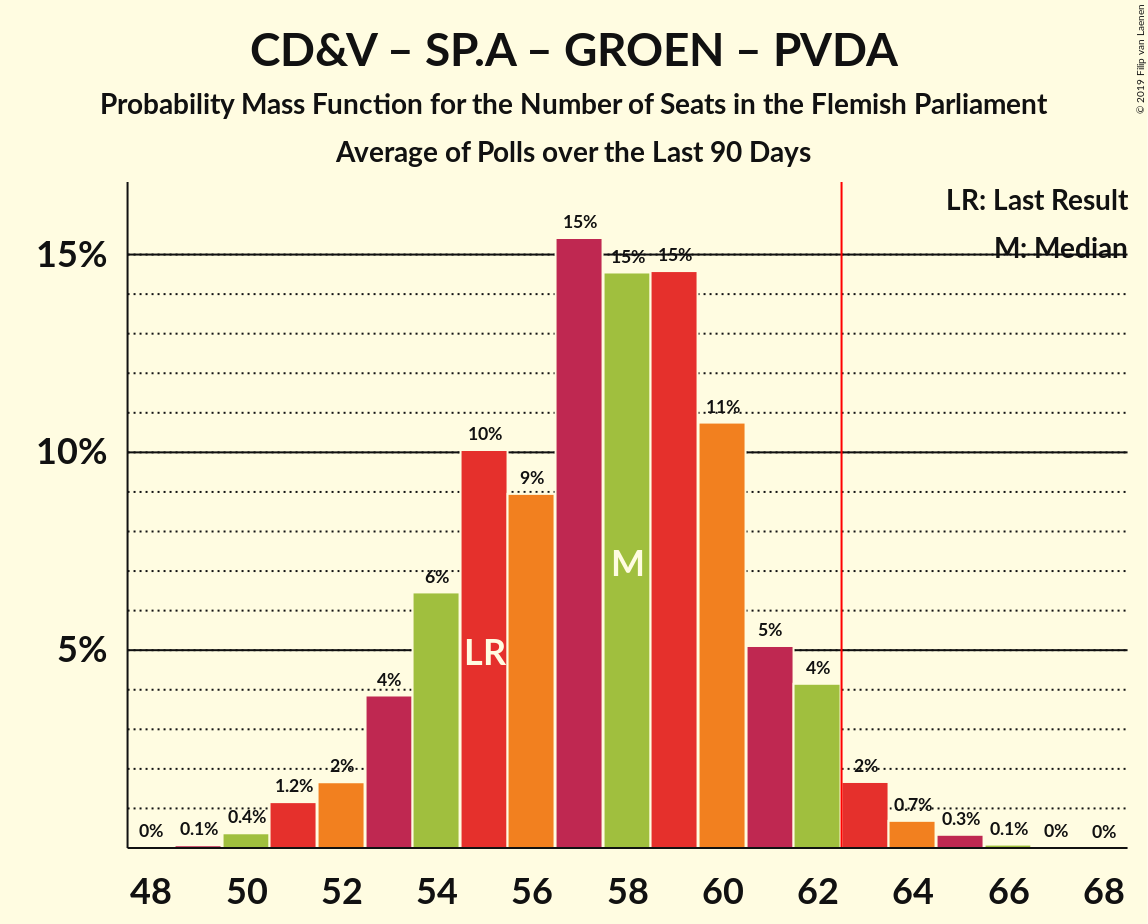 CD&V – SP.A – GROEN – PVDA
Probability Mass Function for the Number of Seats in the Flemish Parliament
Average of Polls over the Last 90 Days
© 2019 Filip van Laenen
LR: Last Result
M: Median
15%
10%
5%
0%
0.1%
0.4%
1.2%
2%
4%
6%
10%
9%
15%
15%
15%
11%
5%
4%
2%
0.7%
0.3%
0.1%
0%
0%
LR
M
48 50 52 54 56 58 60 62 64 66 68